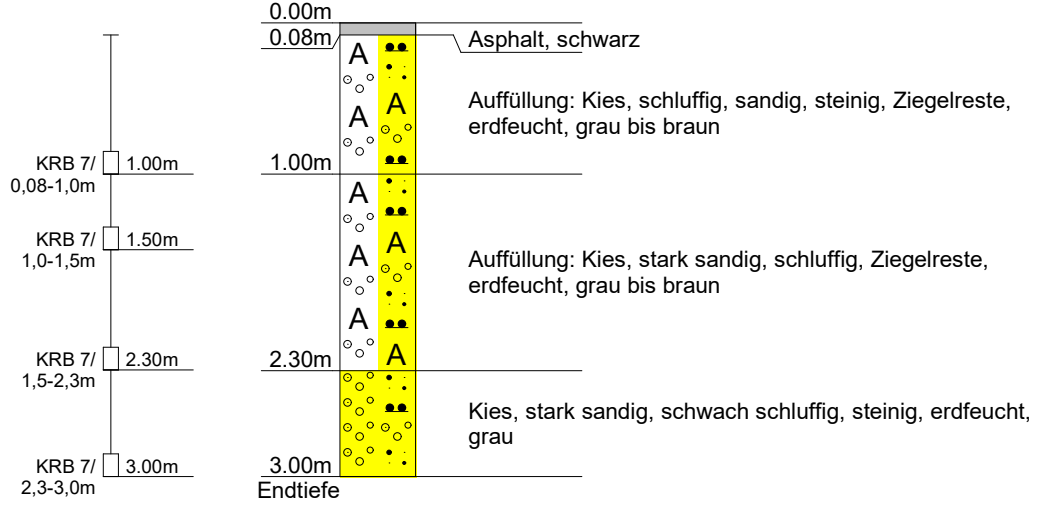 0.00m
0.08m
Asphalt, schwarz
A
A
Auffüllung: Kies, schluffig, sandig, steinig, Ziegelreste,
erdfeucht, grau bis braun
A
KRB 7/ 1.00m
0,08-1,0m
1.00m
A
KRB 7/ 1.50m
1,0-1,5m
A
A
Auffüllung: Kies, stark sandig, schluffig, Ziegelreste,
erdfeucht, grau bis braun
A
KRB 7/ 2.30m
1,5-2,3m
2.30m
A
Kies, stark sandig, schwach schluffig, steinig, erdfeucht,
grau
KRB 7/ 3.00m
2,3-3,0m
3.00m
Endtiefe